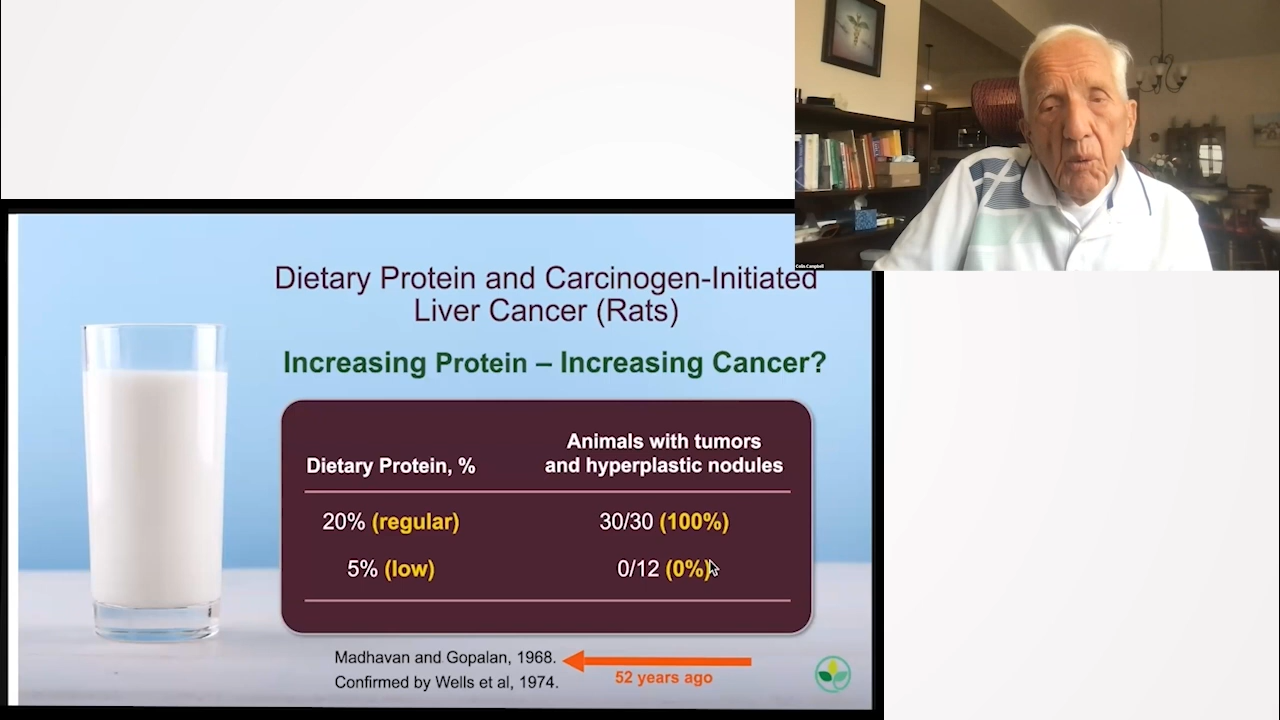 Colin Campbell
Dietary Protein and Carcinogen-Initiated
Liver Cancer (Rats)
Increasing Protein – Increasing Cancer?
Dietary Protein, %
Animals with tumors
and hyperplastic nodules
20% (regular)
30/30 (100%)
5% (low)
0/12 (0%)
Madhavan and Gopalan, 1968.
Confirmed by Wells et al, 1974.
52 years ago